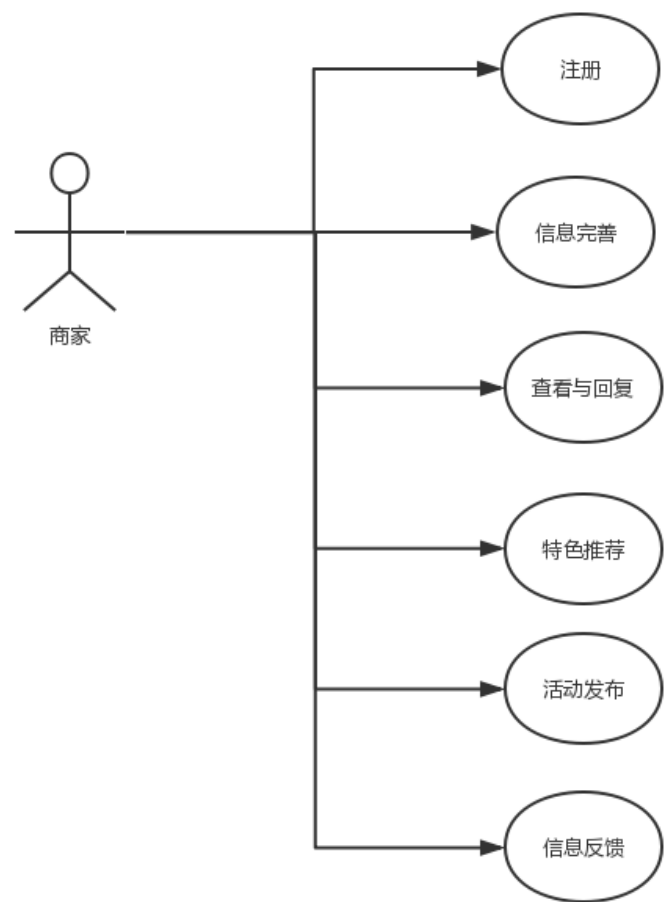 注册
信息完善
商家
查看与回复
特色推荐
活动发布
信息反馈